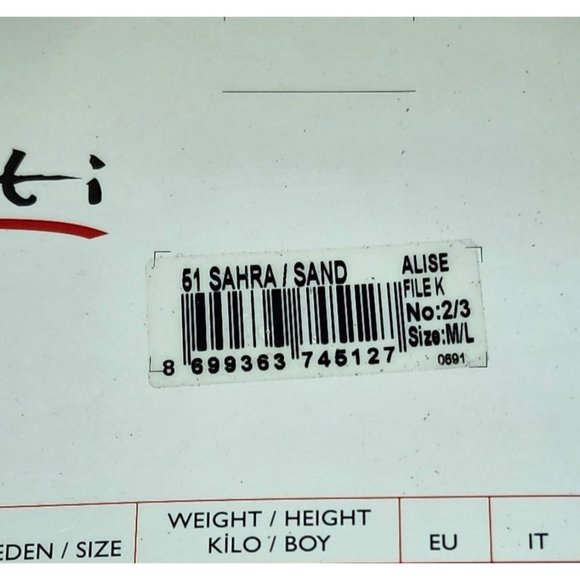 ti
51 SAHRA / SAND
ALISE
FILE K
No:2/3
Size:M/L
8 699363 745127
0691
EDEN / SIZE
WEIGHT / HEIGHT
KİLO / BOY
EU
IT